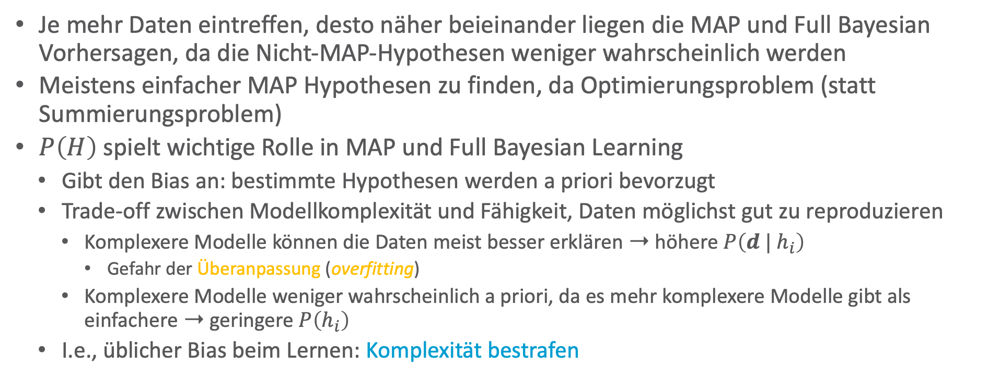 • Je mehr Daten eintreffen, desto näher beieinander liegen die MAP und Full Bayesian
Vorhersagen, da die Nicht-MAP-Hypothesen weniger wahrscheinlich werden
• Meistens einfacher MAP Hypothesen zu finden, da Optimierungsproblem (statt
Summierungsproblem)
• P(H) spielt wichtige Rolle in MAP und Full Bayesian Learning
• Gibt den Bias an: bestimmte Hypothesen werden a priori bevorzugt
• Trade-off zwischen Modellkomplexität und Fähigkeit, Daten möglichst gut zu reproduzieren
• Komplexere Modelle können die Daten meist besser erklären → höhere P(d | hᵢ)
• Gefahr der Überanpassung (overfitting)
• Komplexere Modelle weniger wahrscheinlich a priori, da es mehr komplexere Modelle gibt als
einfachere → geringere P(hᵢ)
• I.e., üblicher Bias beim Lernen: Komplexität bestrafen